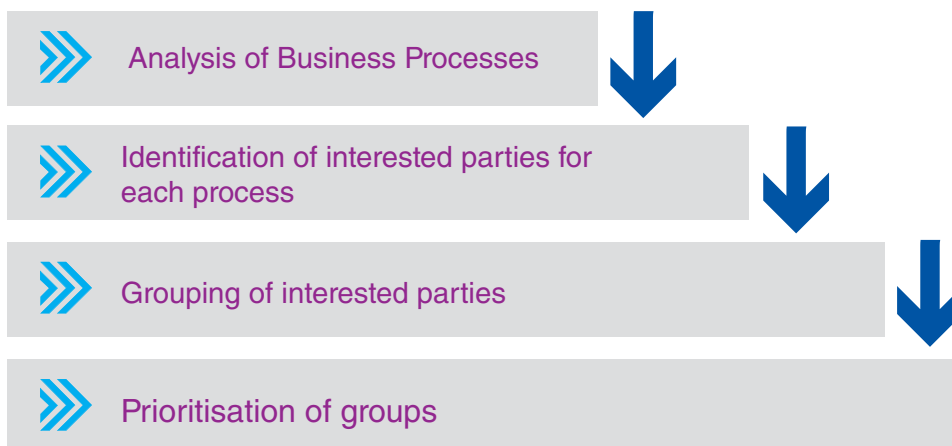 Analysis of Business Processes
Identification of interested parties for
each process
Grouping of interested parties
Prioritisation of groups